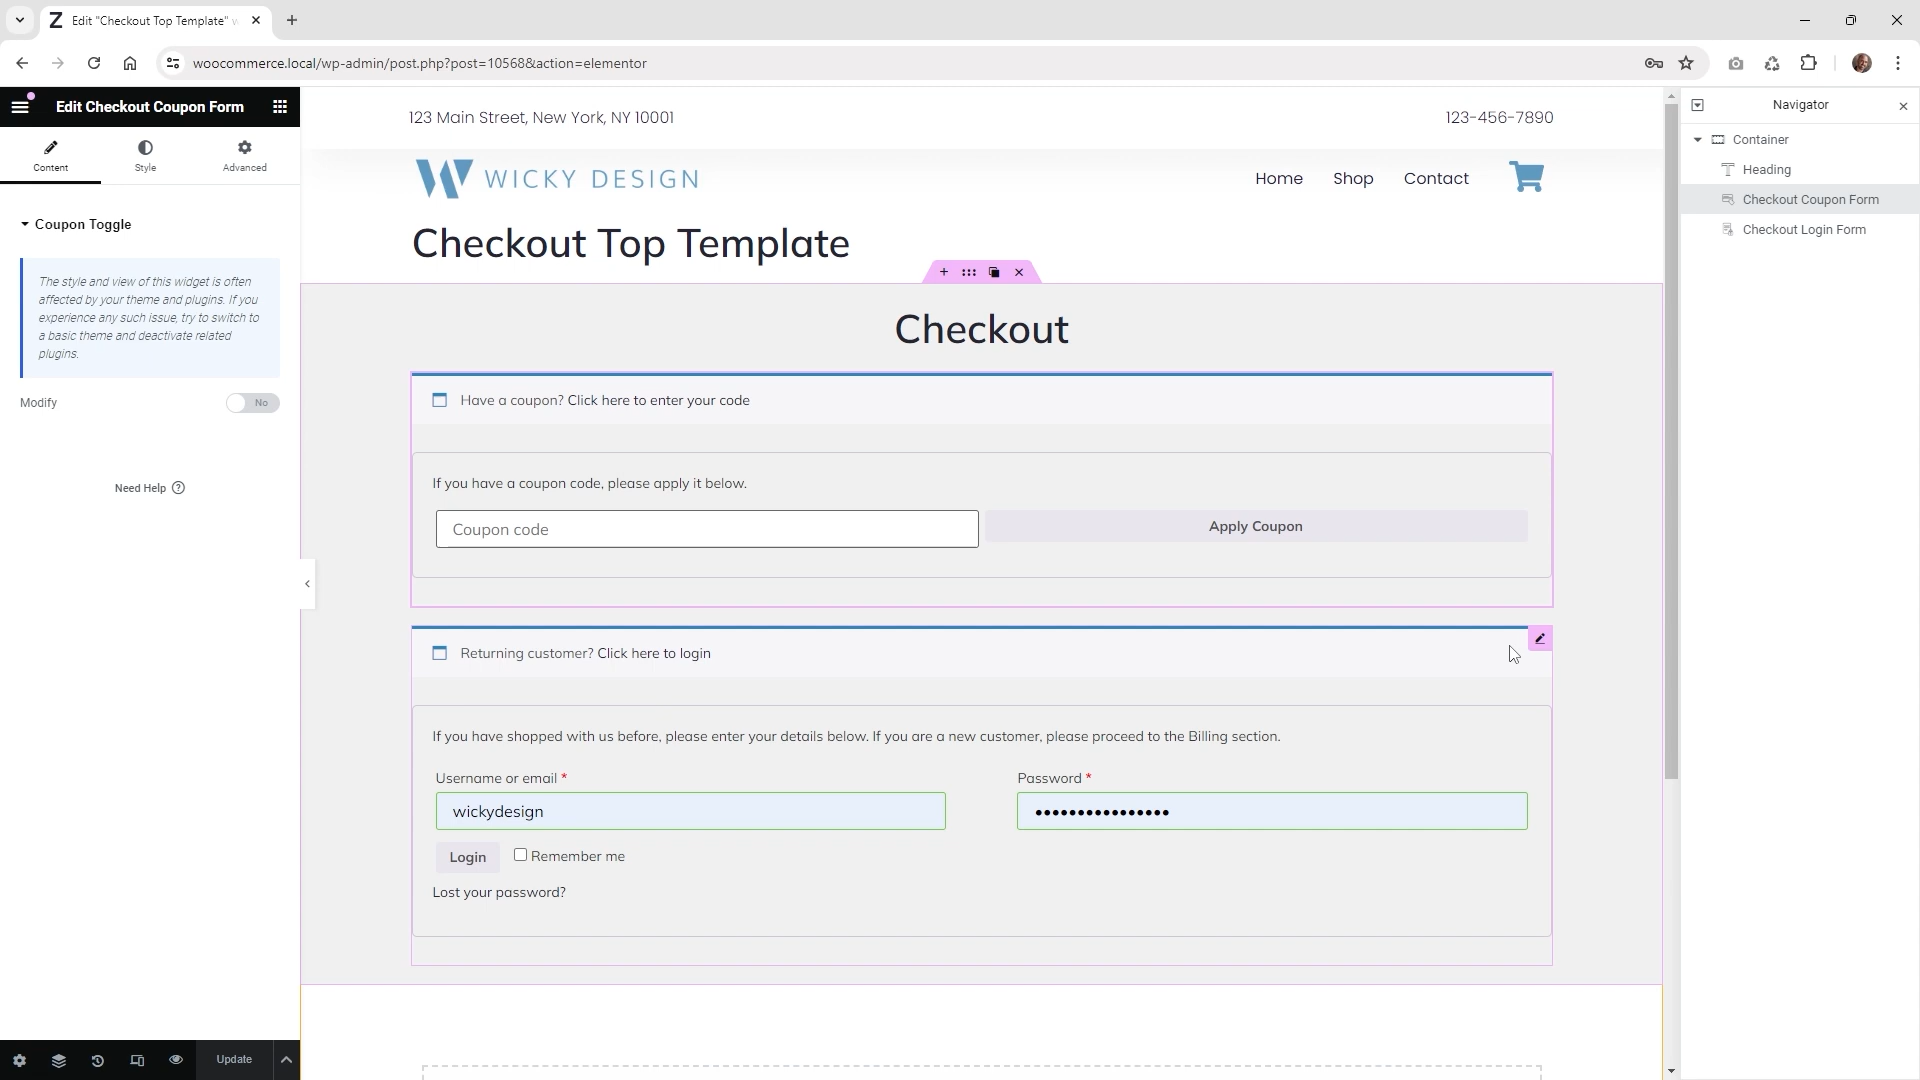 Edit "Checkout Top Template" w
woocommerce.local/wp-admin/post.php?post=10568&action=elementor
Edit Checkout Coupon Form
Content
Style
Advanced
Coupon Toggle
The style and view of this widget is often
affected by your theme and plugins. If you
experience any such issue, try to switch to
a basic theme and deactivate related
plugins.
Modify
No
Need Help
Update
123 Main Street, New York, NY 10001
123-456-7890
WICKY DESIGN
Home
Shop
Contact
Checkout Top Template
Checkout
Have a coupon? Click here to enter your code
If you have a coupon code, please apply it below.
Coupon code
Apply Coupon
Returning customer? Click here to login
If you have shopped with us before, please enter your details below. If you are a new customer, please proceed to the Billing section.
Username or email *
Password *
wickydesign
••••••••••••••••
Login
Remember me
Lost your password?
Navigator
Container
Heading
Checkout Coupon Form
Checkout Login Form